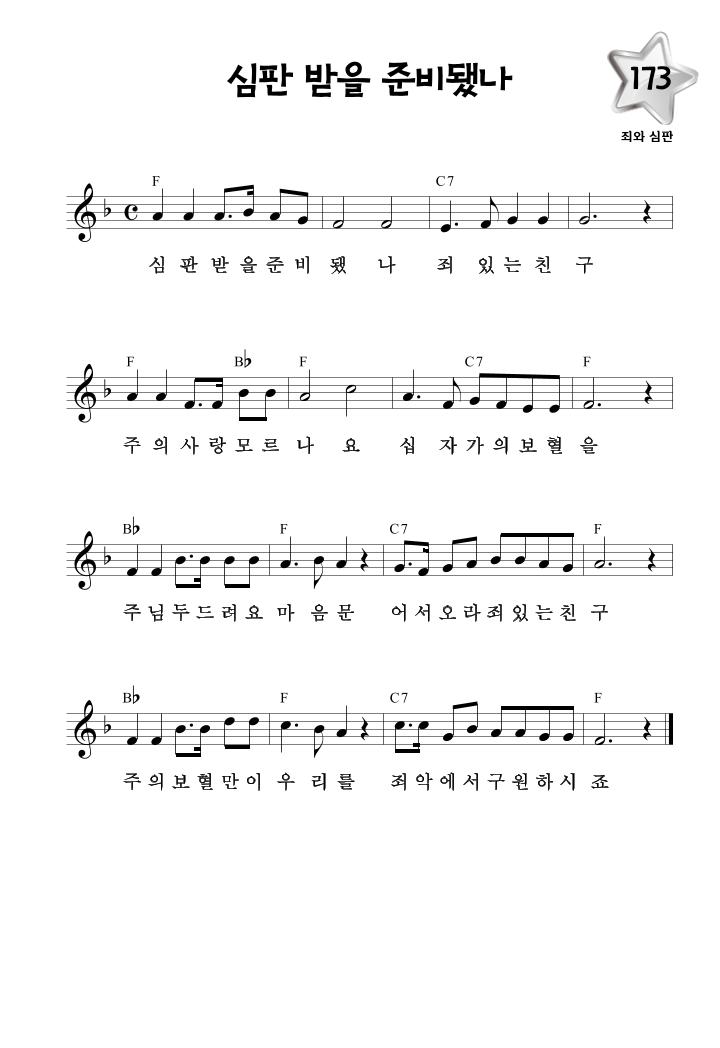 심판 받을 준비됐나
173
죄와 심판
F C7
심 판 받 을 준 비 됐 나 죄 있 는 친 구
F B♭ F C7 F
주 의 사 랑 모 르 나 요 십 자 가 의 보 혈 을
B♭ F C7 F
주 님 두 드 려 요 마 음 문 어 서 오 라 죄 있 는 친 구
B♭ F C7 F
주 의 보 혈 만 이 우 리 를 죄 악 에 서 구 원 하 시 죠